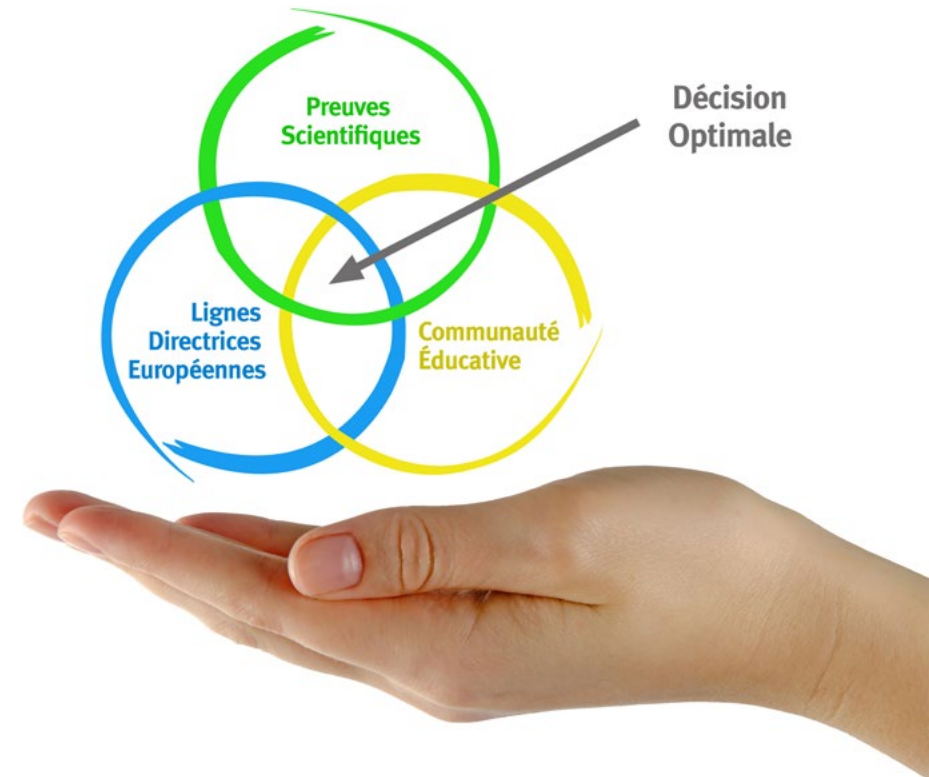 Preuves
Scientifiques
Décision
Optimale
Lignes
Directrices
Européennes
Communauté
Éducative